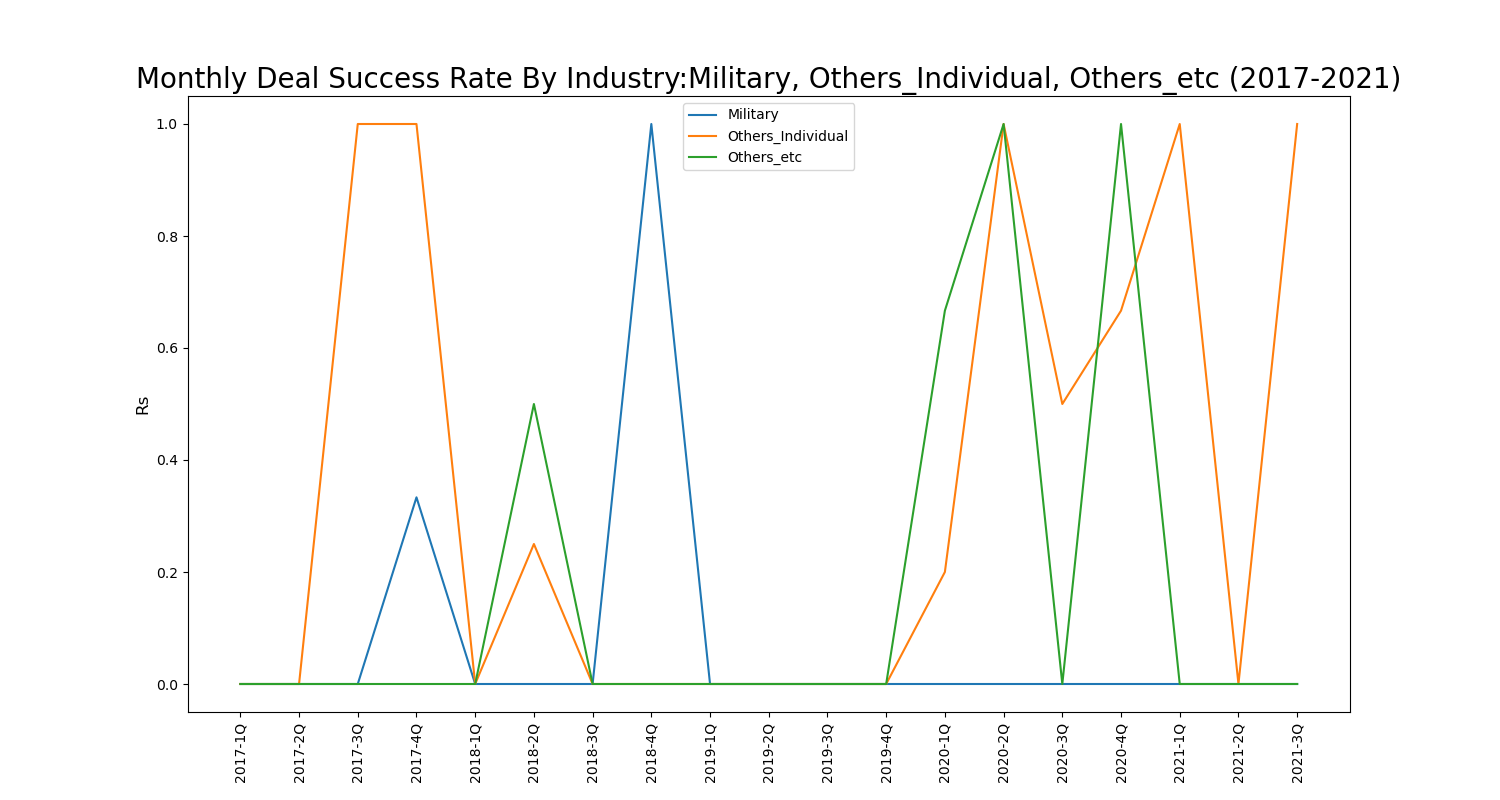 Monthly Deal Success Rate By Industry:Military, Others_Individual, Others_etc (2017-2021)
Military
Others_Individual
Others_etc
1.0
0.8
0.6
0.4
0.2
0.0
Rs
2017-1Q
2017-2Q
2017-3Q
2017-4Q
2018-1Q
2018-2Q
2018-3Q
2018-4Q
2019-1Q
2019-2Q
2019-3Q
2019-4Q
2020-1Q
2020-2Q
2020-3Q
2020-4Q
2021-1Q
2021-2Q
2021-3Q